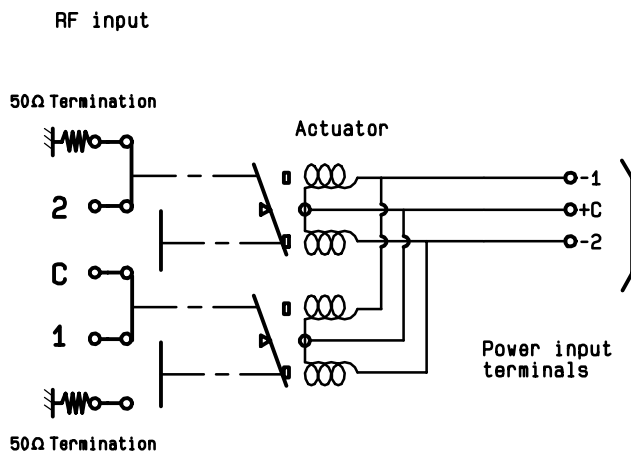 RF input
50Ω Termination
Actuator
-1
2
+C
-2
C
1
Power input
terminals
50Ω Termination